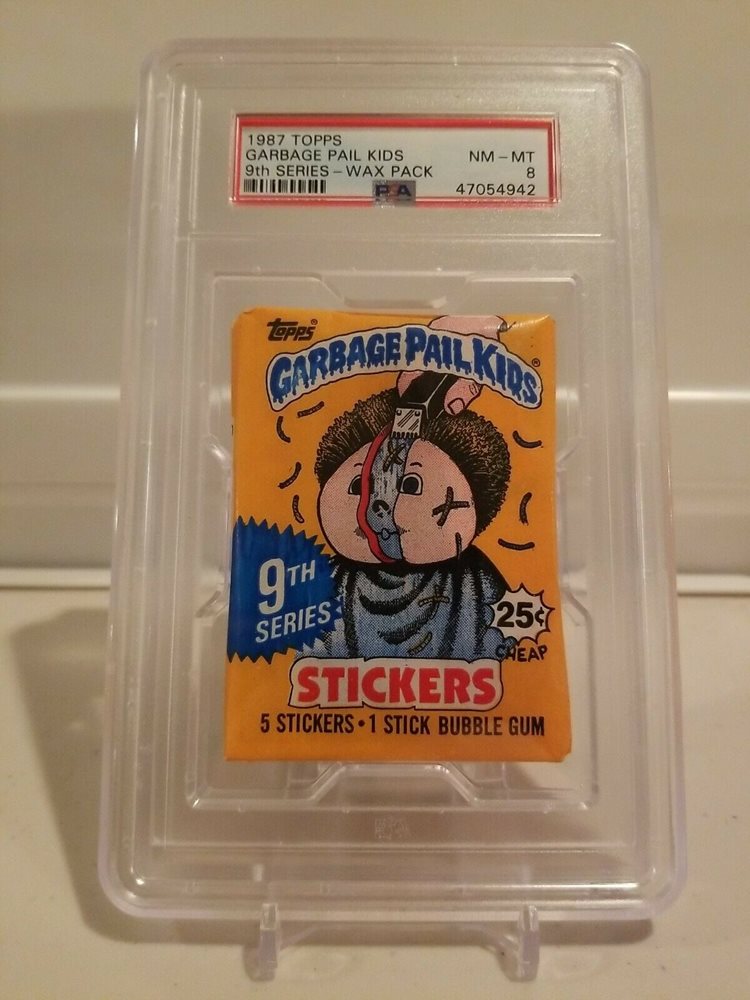 1987 TOPPS
GARBAGE PAIL KIDS NM - MT
9th SERIES - WAX PACK 8
PSA 47054942
TOPPS®
GARBAGE PAIL KIDS®
9TH
SERIES
25¢
CHEAP
STICKERS
5 STICKERS • 1 STICK BUBBLE GUM